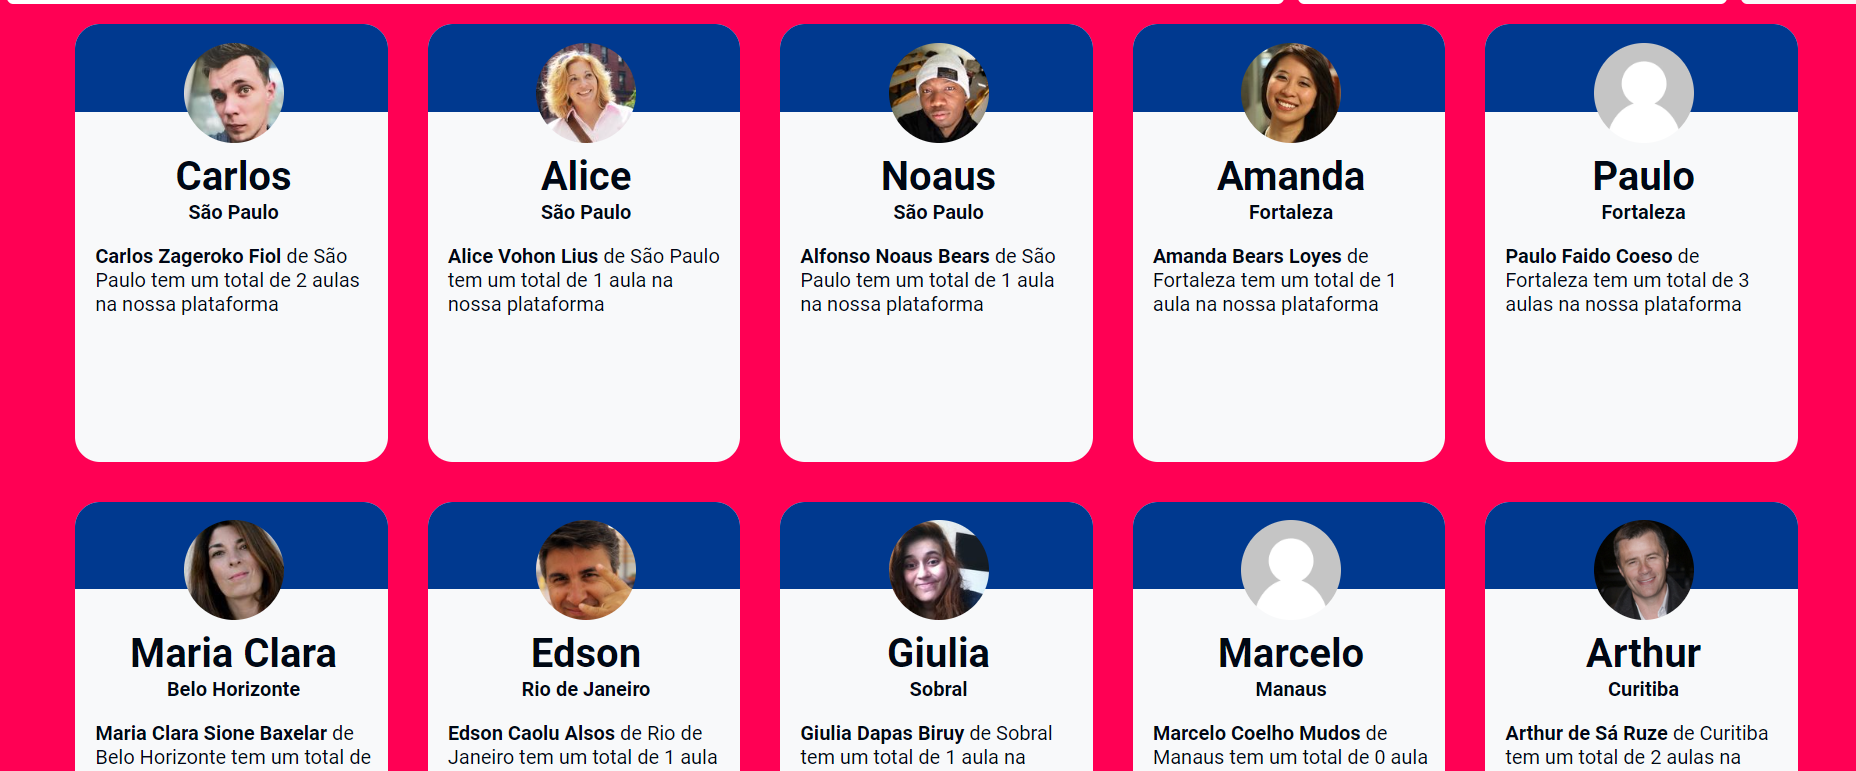 Carlos
São Paulo
Carlos Zageroko Fiol de São
Paulo tem um total de 2 aulas
na nossa plataforma
Alice
São Paulo
Alice Vohon Lius de São Paulo
tem um total de 1 aula na
nossa plataforma
Noaus
São Paulo
Alfonso Noaus Bears de São
Paulo tem um total de 1 aula
na nossa plataforma
Amanda
Fortaleza
Amanda Bears Loyes de
Fortaleza tem um total de 1
aula na nossa plataforma
Paulo
Fortaleza
Paulo Faido Coeso de
Fortaleza tem um total de 3
aulas na nossa plataforma
Maria Clara
Belo Horizonte
Maria Clara Sione Baxelar de
Belo Horizonte tem um total de
Edson
Rio de Janeiro
Edson Caolu Alsos de Rio de
Janeiro tem um total de 1 aula
Giulia
Sobral
Giulia Dapas Biruy de Sobral
tem um total de 1 aula na
Marcelo
Manaus
Marcelo Coelho Mudos de
Manaus tem um total de 0 aula
Arthur
Curitiba
Arthur de Sá Ruze de Curitiba
tem um total de 2 aulas na